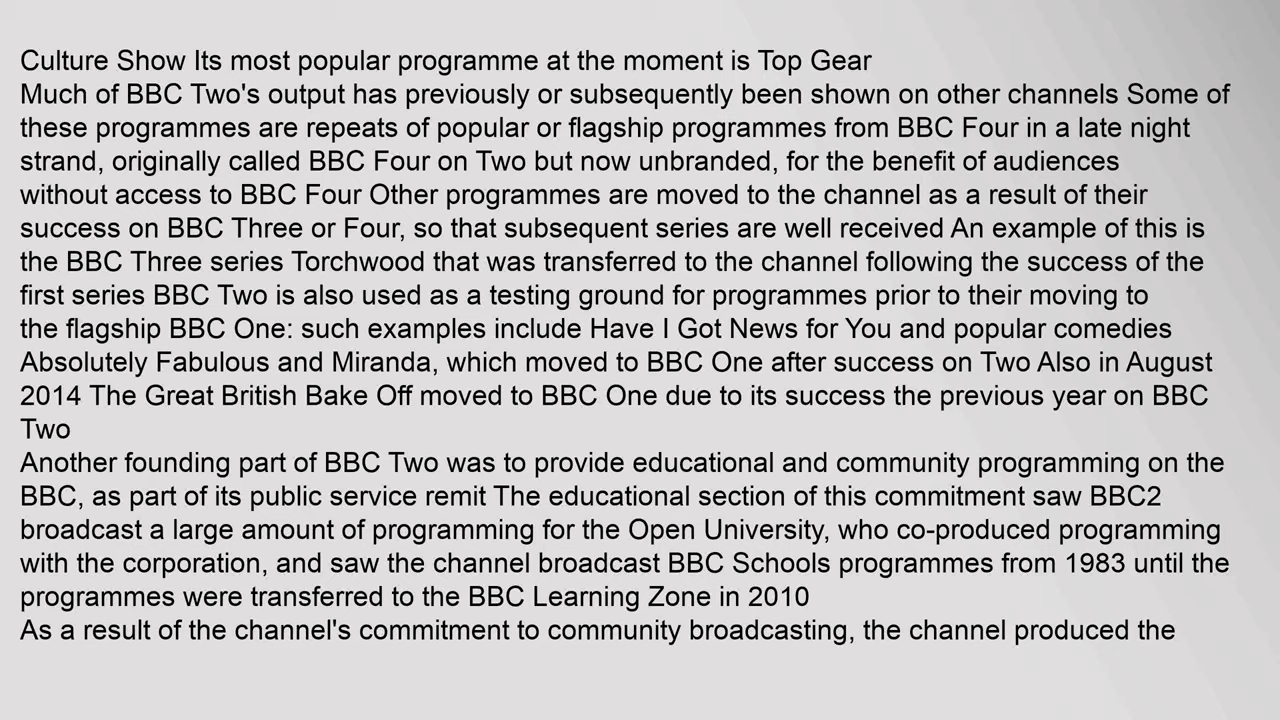 Culture Show Its most popular programme at the moment is Top Gear
Much of BBC Two's output has previously or subsequently been shown on other channels Some of
these programmes are repeats of popular or flagship programmes from BBC Four in a late night
strand, originally called BBC Four on Two but now unbranded, for the benefit of audiences
without access to BBC Four Other programmes are moved to the channel as a result of their
success on BBC Three or Four, so that subsequent series are well received An example of this is
the BBC Three series Torchwood that was transferred to the channel following the success of the
first series BBC Two is also used as a testing ground for programmes prior to their moving to
the flagship BBC One: such examples include Have I Got News for You and popular comedies
Absolutely Fabulous and Miranda, which moved to BBC One after success on Two Also in August
2014 The Great British Bake Off moved to BBC One due to its success the previous year on BBC
Two
Another founding part of BBC Two was to provide educational and community programming on the
BBC, as part of its public service remit The educational section of this commitment saw BBC2
broadcast a large amount of programming for the Open University, who co-produced programming
with the corporation, and saw the channel broadcast BBC Schools programmes from 1983 until the
programmes were transferred to the BBC Learning Zone in 2010
As a result of the channel's commitment to community broadcasting, the channel produced the